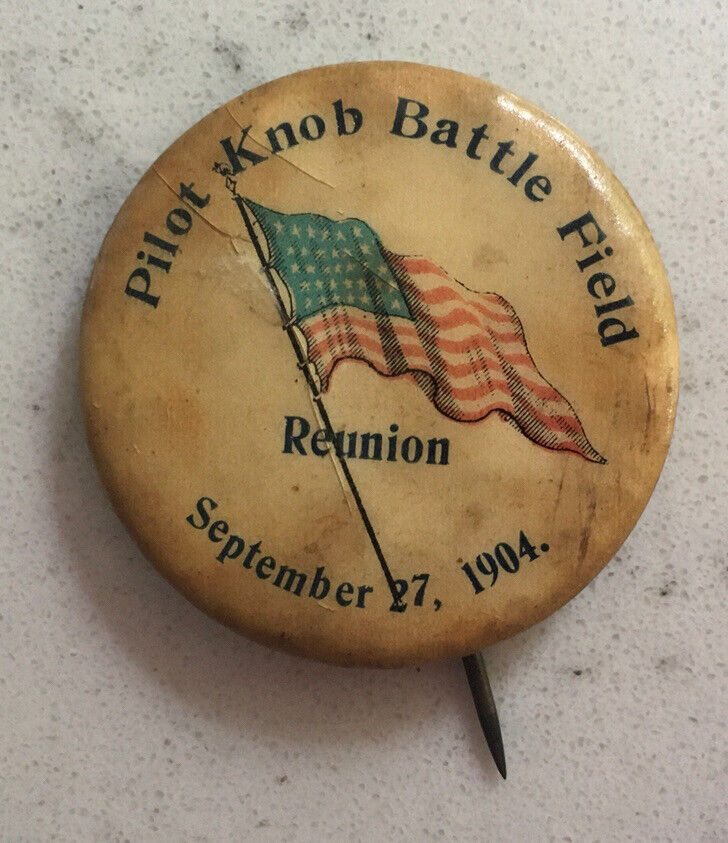 Pilot Knob Battle Field
Reunion
September 27, 1904.